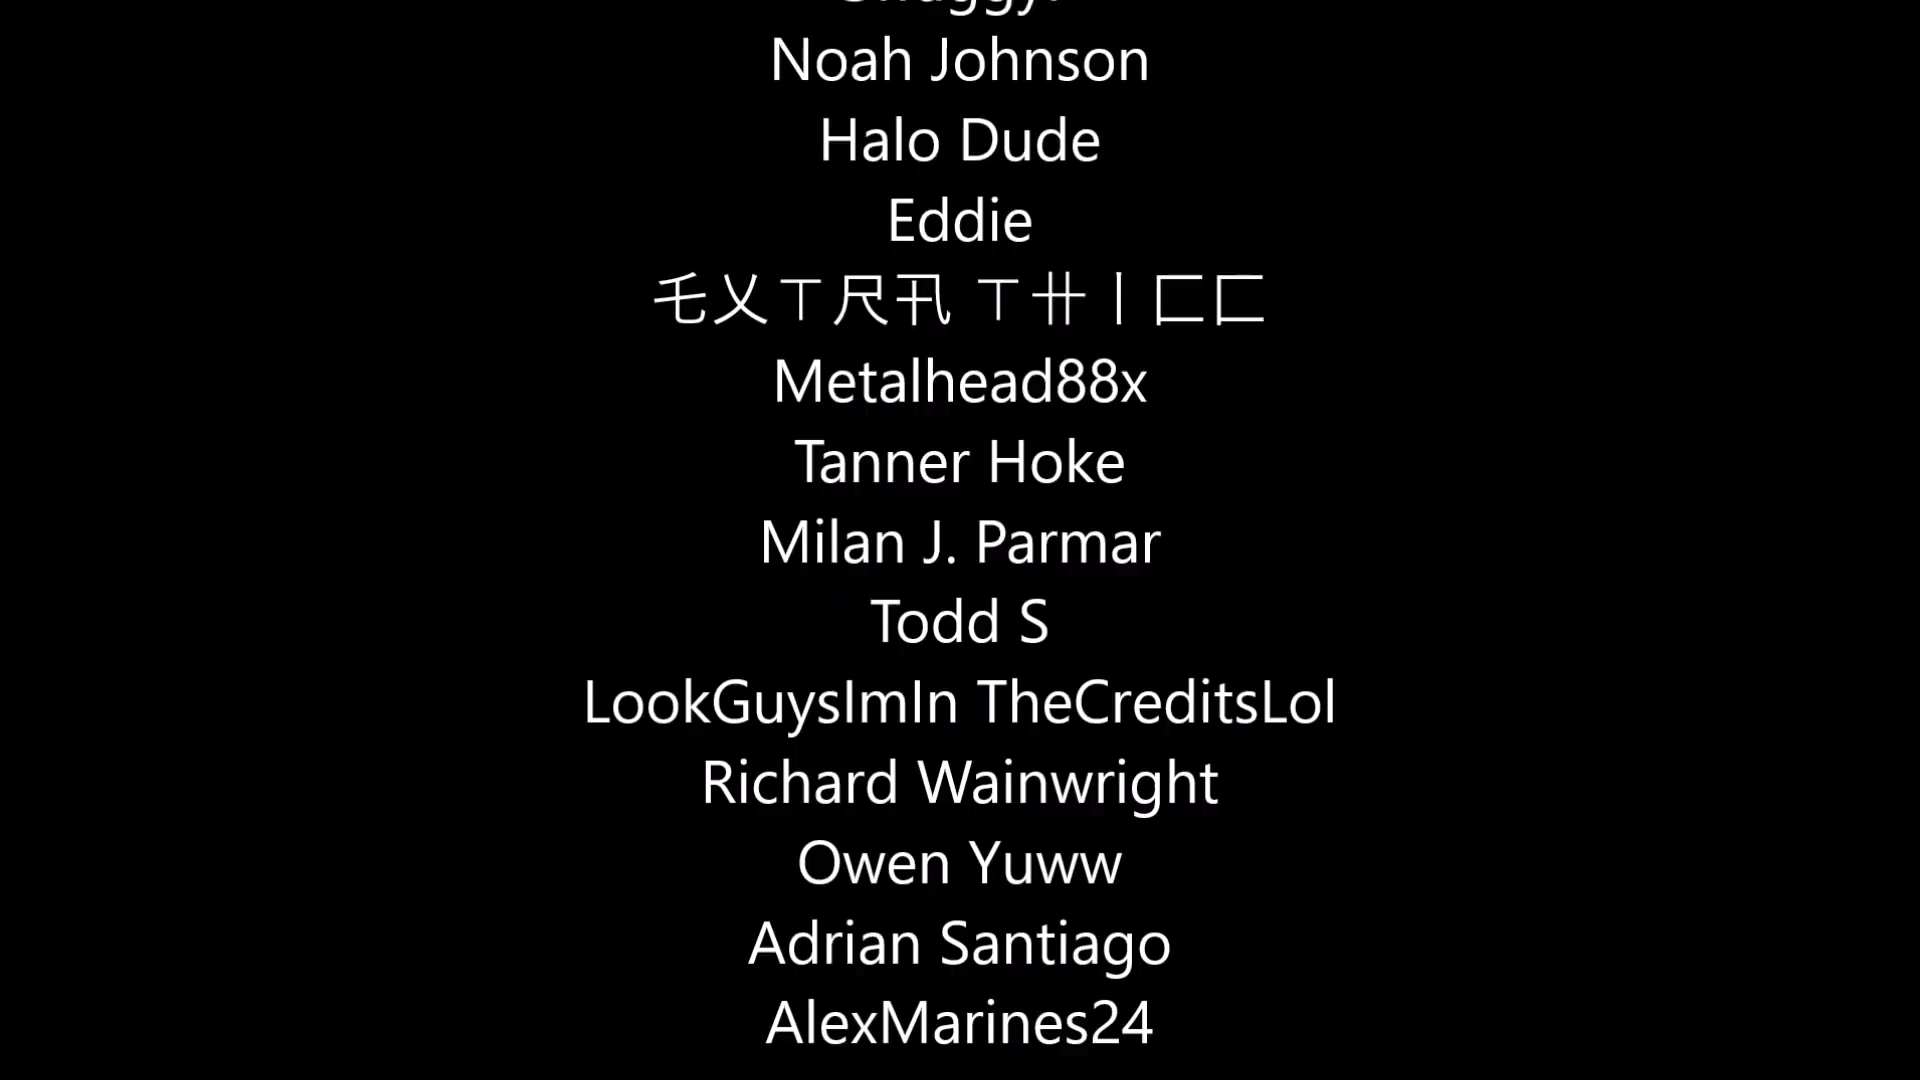 Noah Johnson
Halo Dude
Eddie
乇乂ㄒ尺卂 ㄒ卄丨匚匚
Metalhead88x
Tanner Hoke
Milan J. Parmar
Todd S
LookGuysImIn TheCreditsLol
Richard Wainwright
Owen Yuww
Adrian Santiago
AlexMarines24